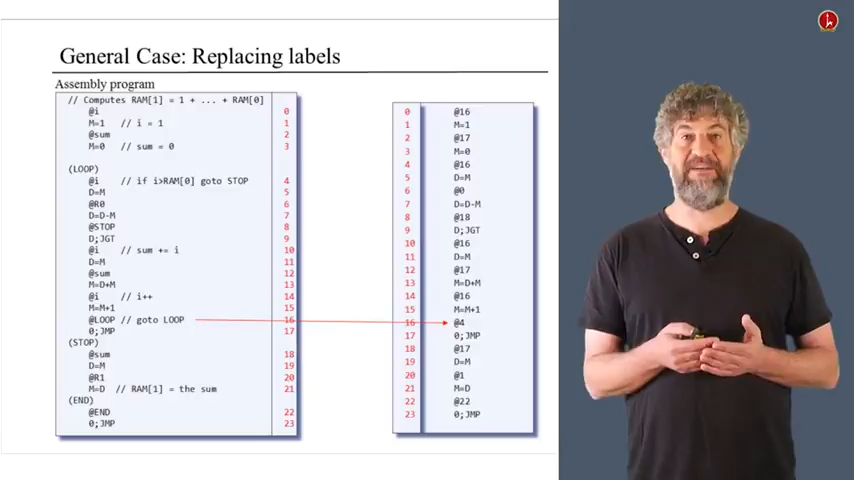 General Case: Replacing labels
Assembly program
// Computes RAM[1] = 1 + ... + RAM[0]
@i 0
M=1 // i = 1 1
@sum 2
M=0 // sum = 0 3
(LOOP)
@i // if i>RAM[0] goto STOP 4
D=M 5
@R0 6
D=D-M 7
@STOP 8
D;JGT 9
@i // sum += i 10
D=M 11
@sum 12
M=D+M 13
@i // i++ 14
M=M+1 15
@LOOP // goto LOOP 16
0;JMP 17
(STOP)
@sum 18
D=M 19
@R1 20
M=D // RAM[1] = the sum 21
(END)
@END 22
0;JMP 23
0 @16
1 M=1
2 @17
3 M=0
4 @16
5 D=M
6 @0
7 D=D-M
8 @18
9 D;JGT
10 @16
11 D=M
12 @17
13 M=D+M
14 @16
15 M=M+1
16 @4
17 0;JMP
18 @17
19 D=M
20 @1
21 M=D
22 @22
23 0;JMP